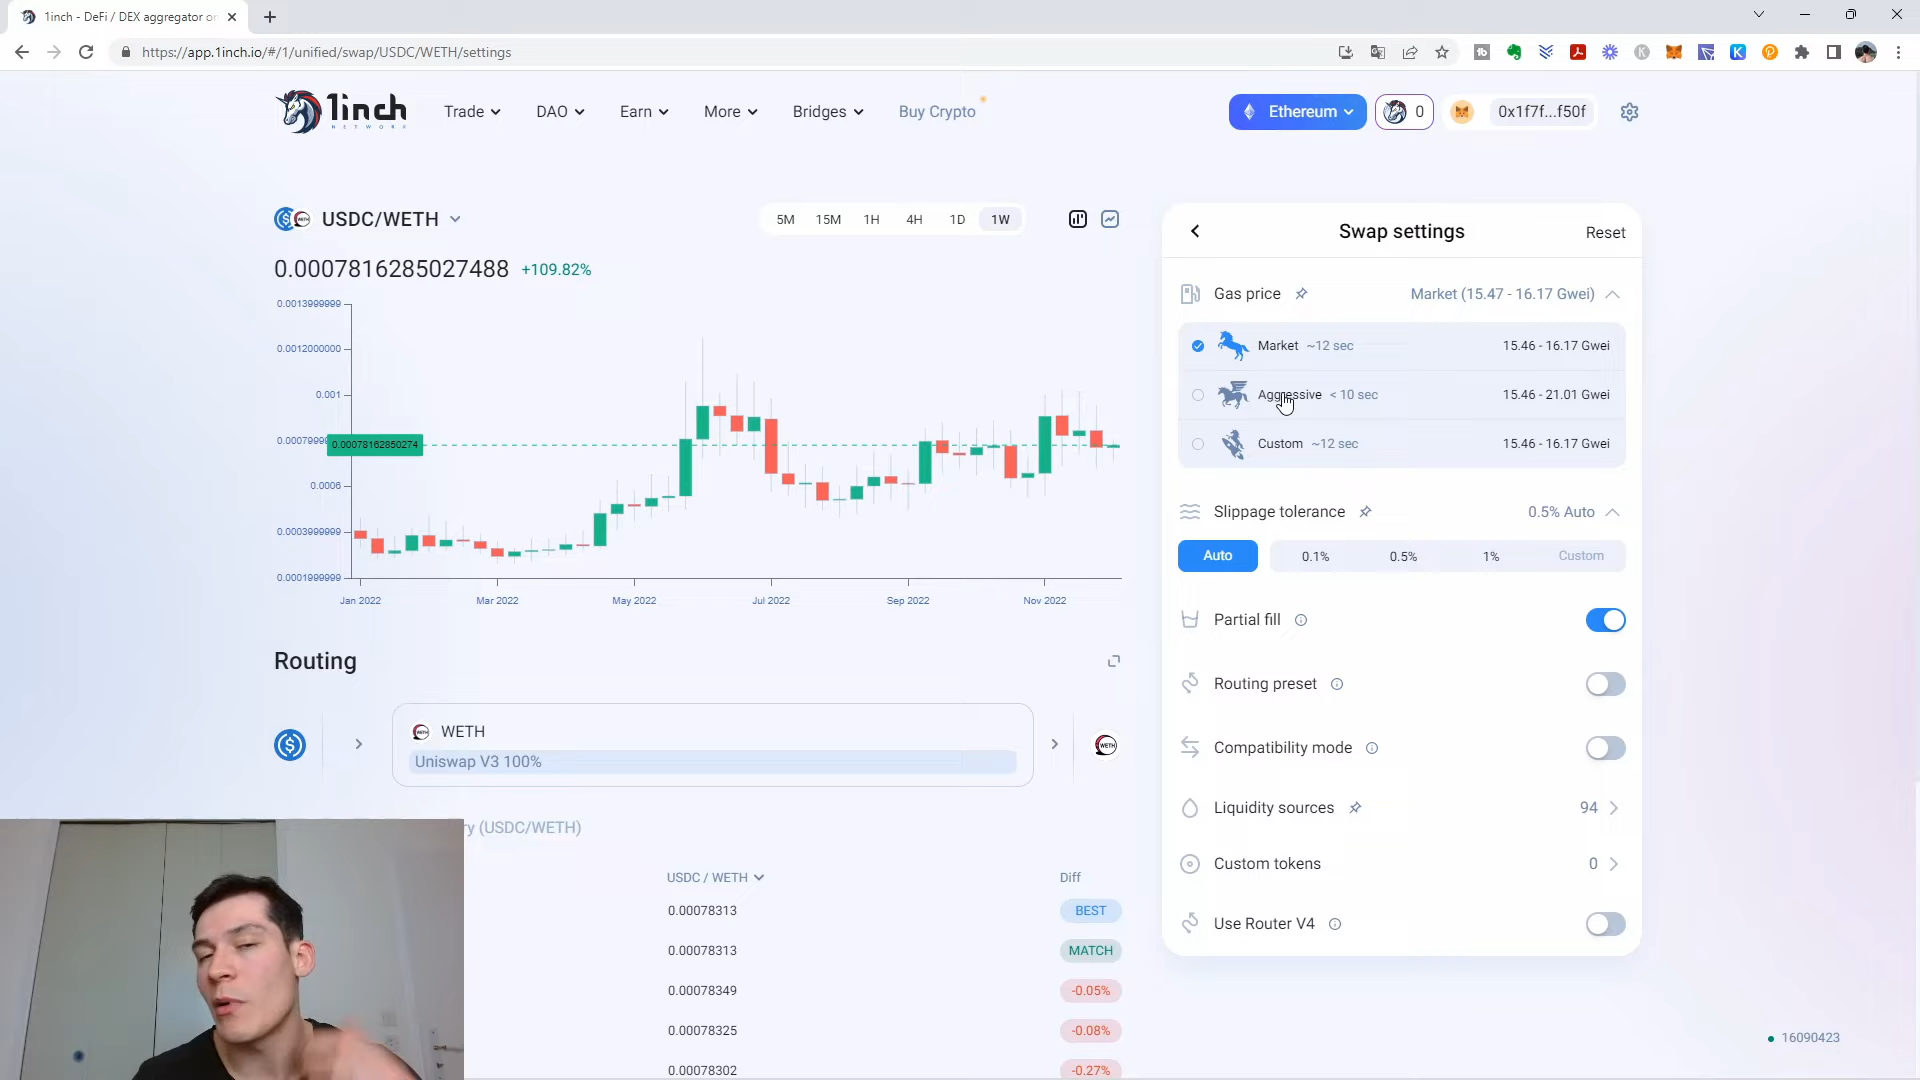 1inch - DeFi / DEX aggregator on
https://app.1inch.io/#/1/unified/swap/USDC/WETH/settings
1inch
NETWORK
Trade
DAO
Earn
More
Bridges
Buy Crypto
Ethereum
0
0x1f7f...f50f
USDC/WETH
5M 15M 1H 4H 1D 1W
0.0007816285027488 +109.82%
0.0013999999
0.0012000000
0.001
0.00079999
0.00078162850274
0.0006
0.0003999999
0.0001999999
Jan 2022 Mar 2022 May 2022 Jul 2022 Sep 2022 Nov 2022
Routing
WETH
Uniswap V3 100%
WETH
ry (USDC/WETH)
USDC / WETH Diff
0.00078313 BEST
0.00078313 MATCH
0.00078349 -0.05%
0.00078325 -0.08%
0.00078302 -0.27%
Swap settings
Reset
Gas price Market (15.47 - 16.17 Gwei)
Market ~12 sec 15.46 - 16.17 Gwei
Aggressive < 10 sec 15.46 - 21.01 Gwei
Custom ~12 sec 15.46 - 16.17 Gwei
Slippage tolerance 0.5% Auto
Auto 0.1% 0.5% 1% Custom
Partial fill
Routing preset
Compatibility mode
Liquidity sources 94
Custom tokens 0
Use Router V4
16090423